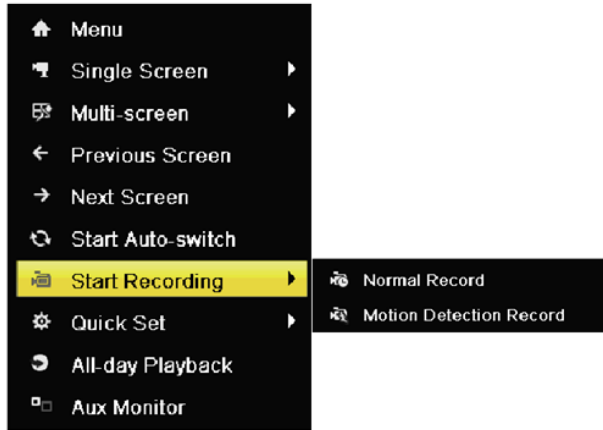 Menu
Single Screen
Multi-screen
Previous Screen
Next Screen
Start Auto-switch
Start Recording
Normal Record
Motion Detection Record
Quick Set
All-day Playback
Aux Monitor